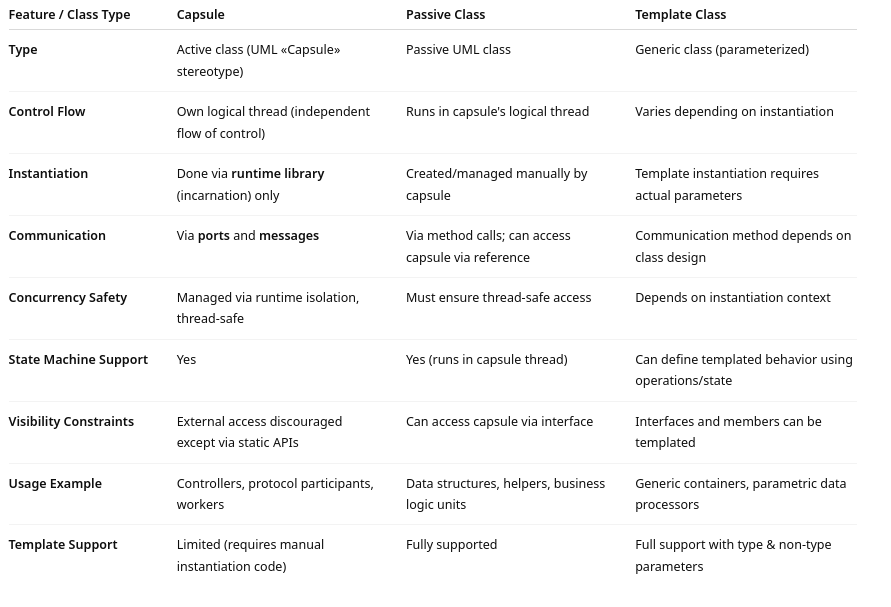 Feature / Class Type Capsule Passive Class Template Class
Type Active class (UML «Capsule» Passive UML class Generic class (parameterized)
stereotype)
Control Flow Own logical thread (independent Runs in capsule's logical thread Varies depending on instantiation
flow of control)
Instantiation Done via runtime library Created/managed manually by Template instantiation requires
(incarnation) only capsule actual parameters
Communication Via ports and messages Via method calls; can access Communication method depends on
capsule via reference class design
Concurrency Safety Managed via runtime isolation, Must ensure thread-safe access Depends on instantiation context
thread-safe
State Machine Support Yes Yes (runs in capsule thread) Can define templated behavior using
operations/state
Visibility Constraints External access discouraged Can access capsule via interface Interfaces and members can be
except via static APIs templated
Usage Example Controllers, protocol participants, Data structures, helpers, business Generic containers, parametric data
workers logic units processors
Template Support Limited (requires manual Fully supported Full support with type & non-type
instantiation code) parameters